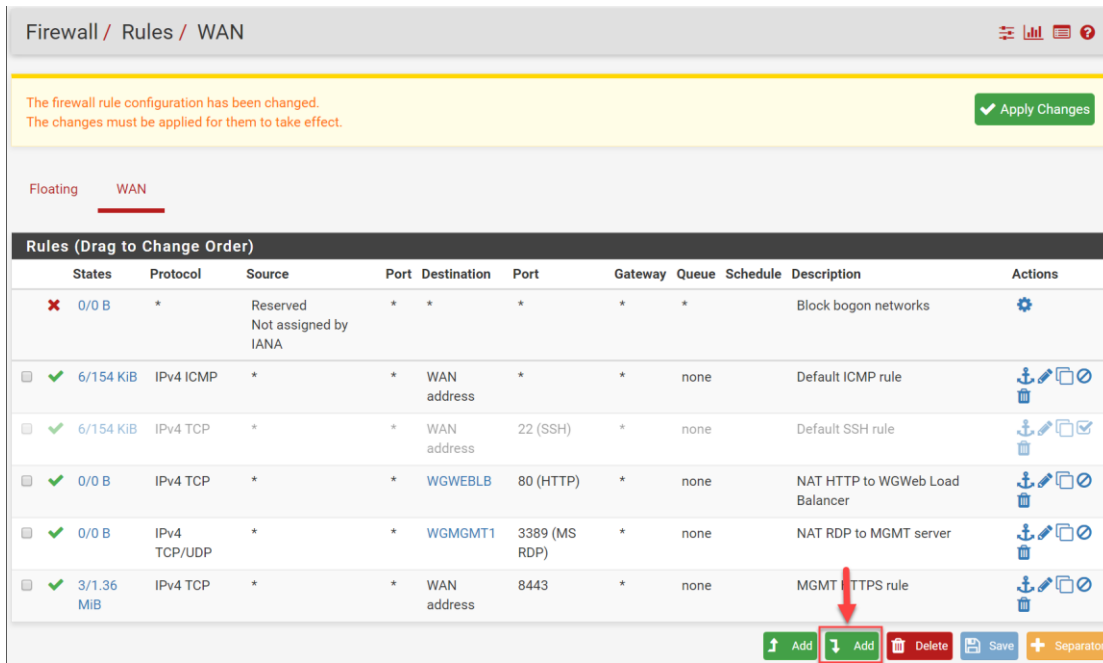 Firewall / Rules / WAN
The firewall rule configuration has been changed.
The changes must be applied for them to take effect.
Apply Changes
Floating WAN
Rules (Drag to Change Order)
States Protocol Source Port Destination Port Gateway Queue Schedule Description Actions
0/0 B * Reserved * * * * * Block bogon networks
Not assigned by
IANA
6/154 KiB IPv4 ICMP * * WAN * * none Default ICMP rule
address
6/154 KiB IPv4 TCP * * WAN 22 (SSH) * none Default SSH rule
address
0/0 B IPv4 TCP * * WGWEBLB 80 (HTTP) * none NAT HTTP to WGWeb Load
Balancer
0/0 B IPv4 * * WGMGMT1 3389 (MS * none NAT RDP to MGMT server
TCP/UDP RDP)
3/1.36 IPv4 TCP * * WAN 8443 * none MGMT HTTPS rule
MiB address
Add Add Delete Save Separator